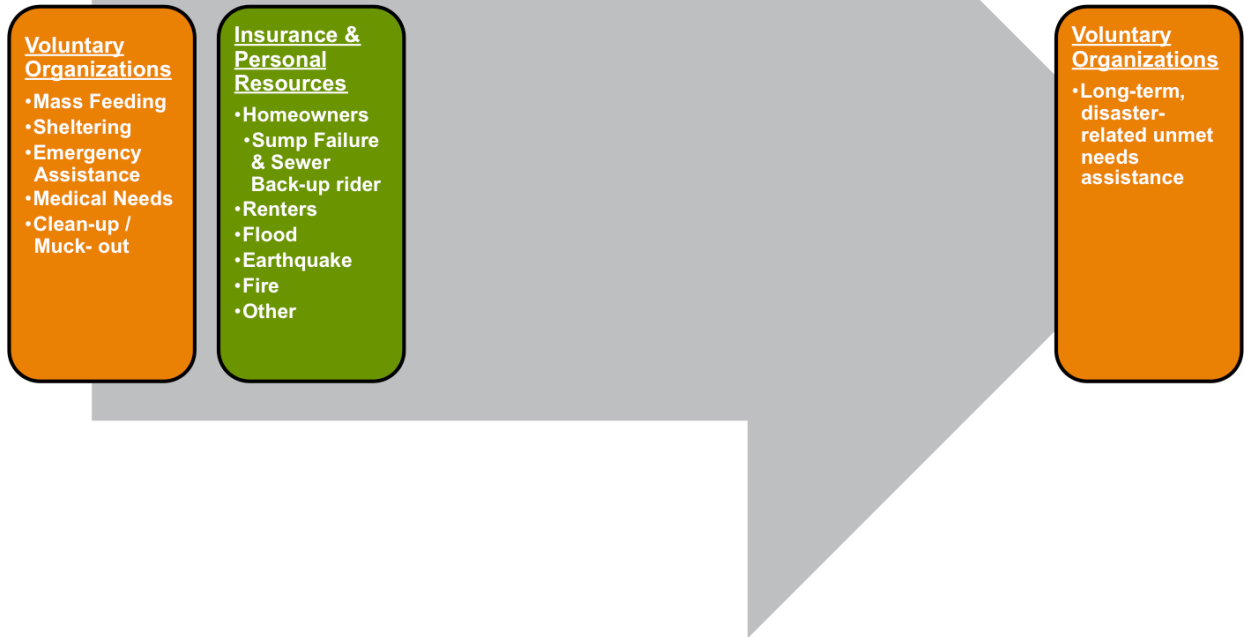 Voluntary
Organizations
•Mass Feeding
•Sheltering
•Emergency
Assistance
•Medical Needs
•Clean-up /
Muck- out
Insurance &
Personal
Resources
•Homeowners
•Sump Failure
& Sewer
Back-up rider
•Renters
•Flood
•Earthquake
•Fire
•Other
Voluntary
Organizations
•Long-term,
disaster-
related unmet
needs
assistance